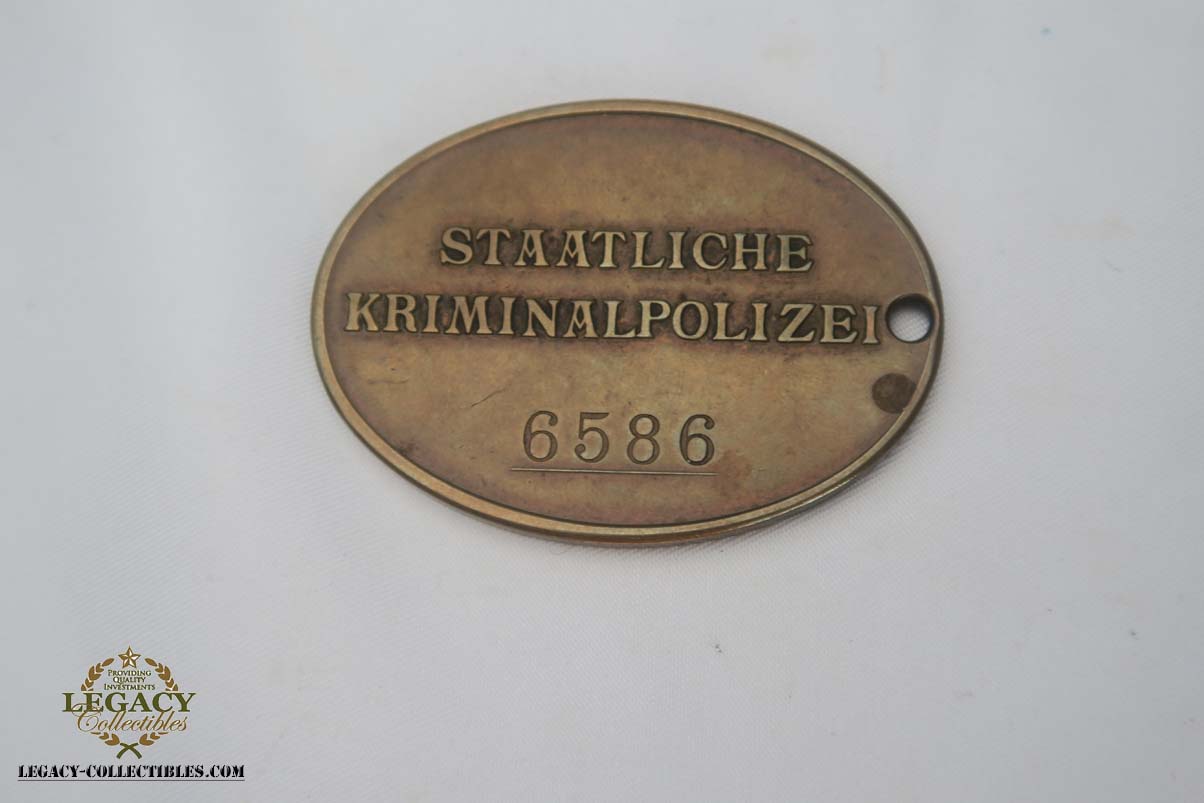 STAATLICHE
KRIMINALPOLIZEI
6586
PROVIDING
QUALITY
INVESTMENTS
LEGACY
Collectibles
LEGACY-COLLECTIBLES.COM